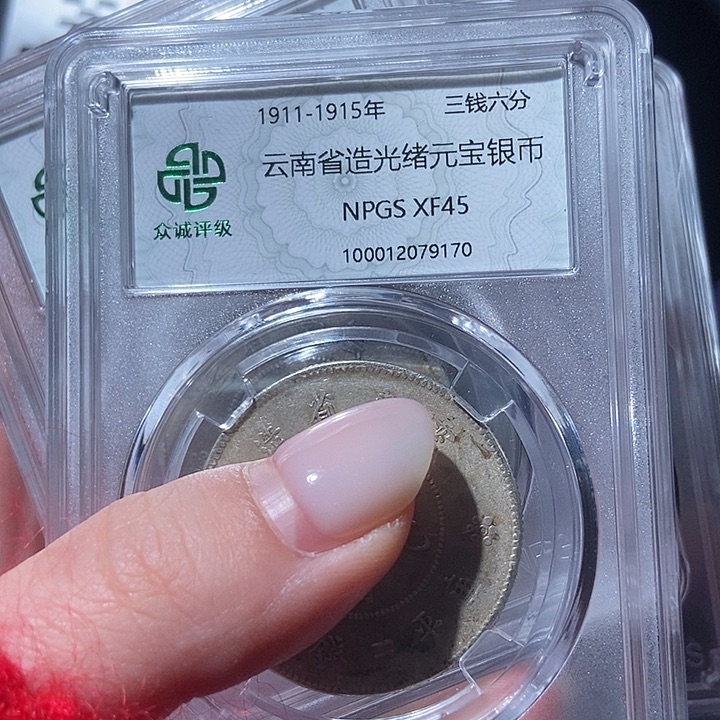 1911-1915年 三钱六分
云南省造光绪元宝银币
NPGS XF45
众诚评级
100012079170
省